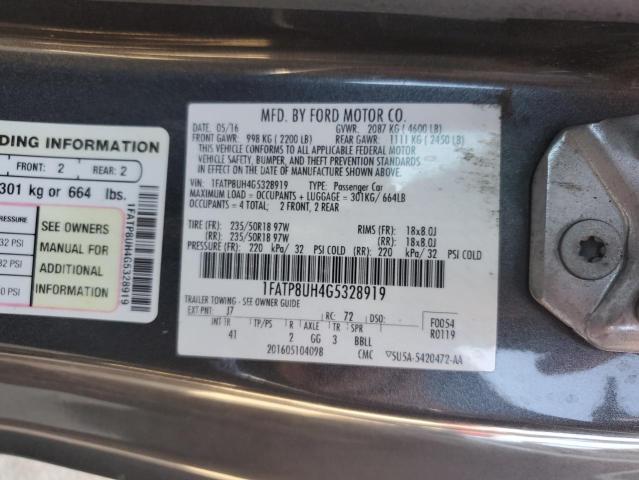 DING INFORMATION
FRONT: 2 REAR: 2
301 kg or 664 lbs.
PRESSURE
32 PSI
32 PSI
0 PSI
SEE OWNERS
MANUAL FOR
ADDITIONAL
INFORMATION
1FATP8UH4G5328919
MFD. BY FORD MOTOR CO.
DATE: 05/16 GVWR: 2087 KG ( 4600 LB)
FRONT GAWR: 998 KG ( 2200 LB) REAR GAWR: 1111 KG ( 2450 LB)
THIS VEHICLE CONFORMS TO ALL APPLICABLE FEDERAL MOTOR
VEHICLE SAFETY, BUMPER, AND THEFT PREVENTION STANDARDS
IN EFFECT ON THE DATE OF MANUFACTURE SHOWN ABOVE.
VEHICLE: 1FATP8UH4G5328919 TYPE: Passenger Car
MAXIMUM LOAD = OCCUPANTS + LUGGAGE = 301KG/ 664LB
OCCUPANTS = 4 TOTAL; 2 FRONT, 2 REAR
TIRE (FR): 235/50R18 97W RIMS (FR): 18x8.0J
(RR): 235/50R18 97W (RR): 18x8.0J
PRESSURE (FR): 220 kPa/ 32 PSI COLD (RR): 220 kPa/ 32 PSI COLD
1FATP8UH4G5328919
TRAILER TOWING - SEE OWNER GUIDE
EXT PNT: J7 RC: 72 DSO: F0054
INT TR TP/PS R AXLE TR SPR R0119
41 2 GG 3 BBLL
201605104098 CMC SU5A-5420472-AA